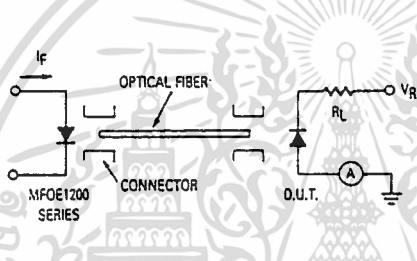 IF
OPTICAL FIBER
VR
RL
MFOE1200
SERIES
CONNECTOR
D.U.T.
A